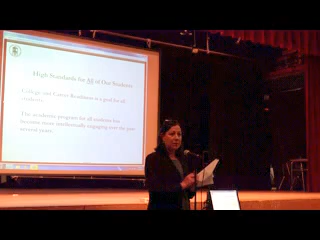 High Standards for All of Our Students
College and Career Readiness is a goal for all
students.
The academic program for all students has
become more intellectually engaging over the past
several years.